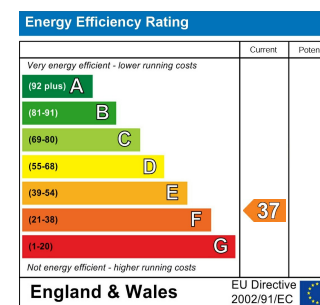 Energy Efficiency Rating
Current Poten
Very energy efficient - lower running costs
(92 plus) A
(81-91) B
(69-80) C
(55-68) D
(39-54) E
37
(21-38) F
(1-20) G
Not energy efficient - higher running costs
England & Wales
EU Directive
2002/91/EC